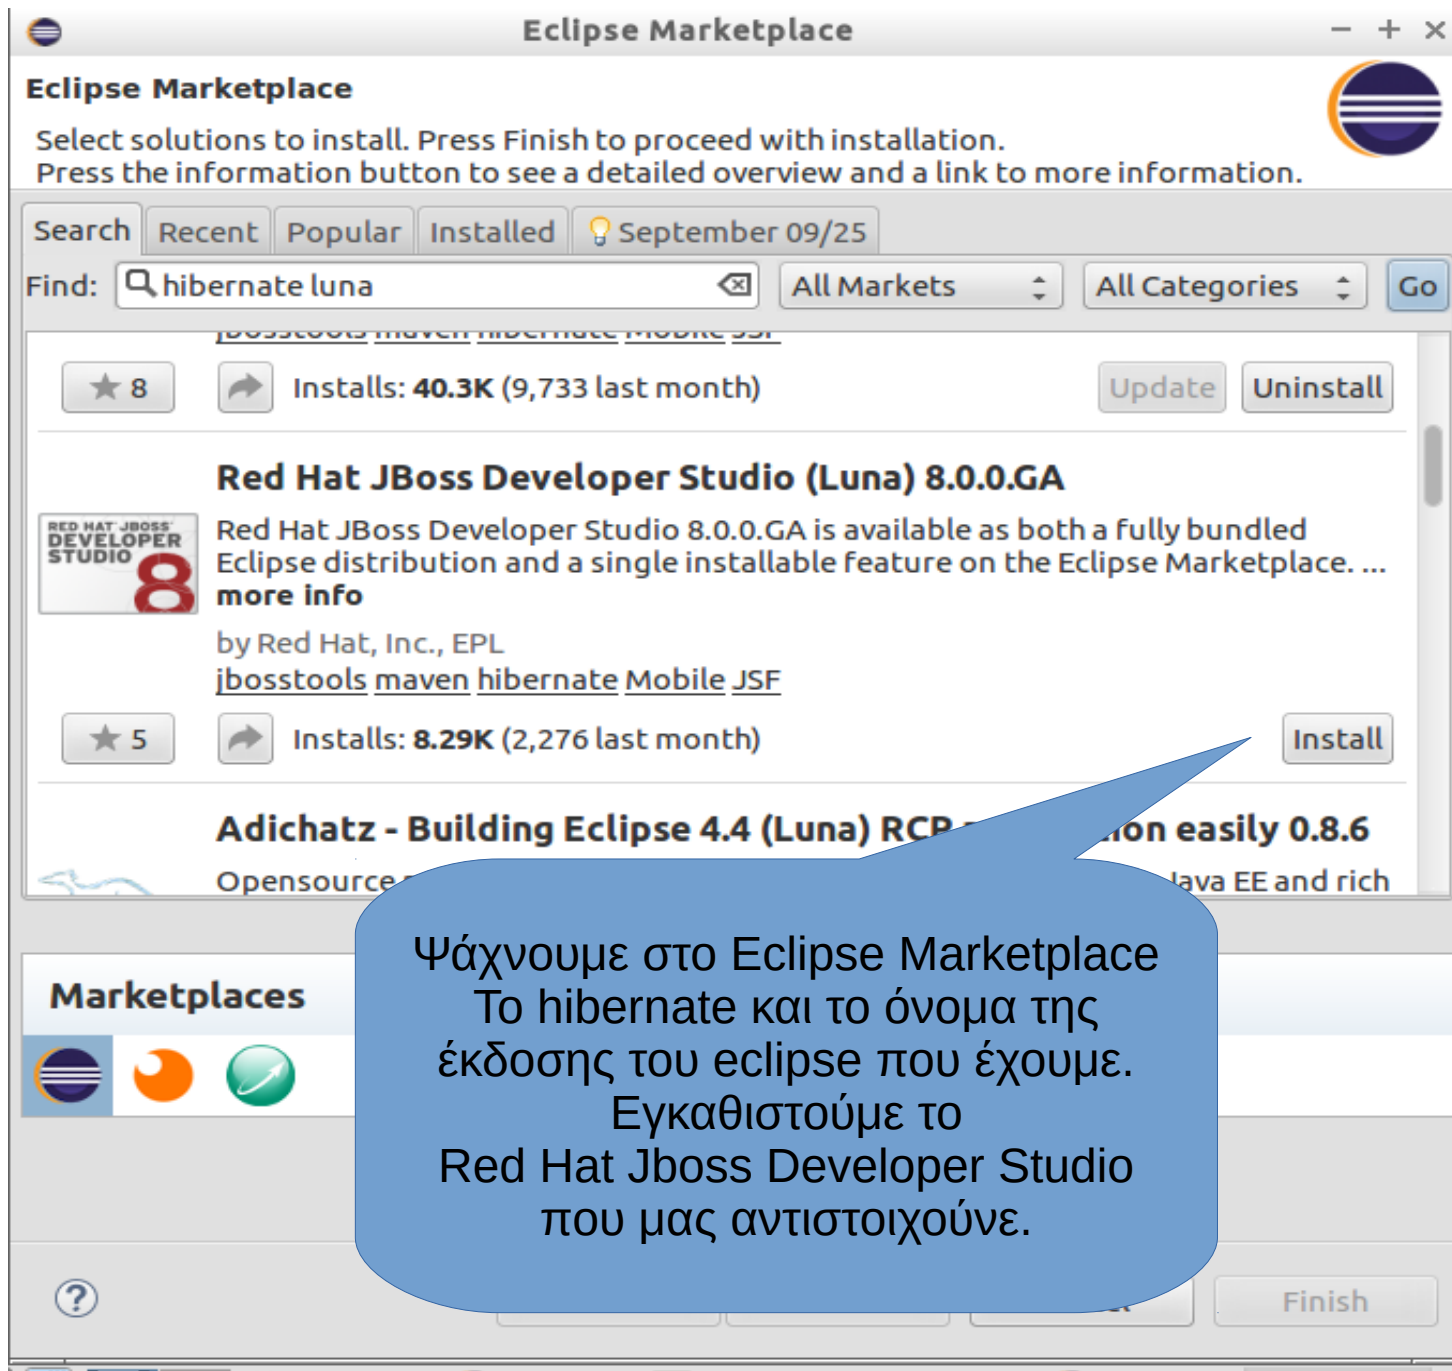 Eclipse Marketplace
Eclipse Marketplace
Select solutions to install. Press Finish to proceed with installation.
Press the information button to see a detailed overview and a link to more information.
Search Recent Popular Installed September 09/25
Find: hibernate luna All Markets All Categories Go
jbosstools maven hibernate Mobile JSF
8 Installs: 40.3K (9,733 last month) Update Uninstall
Red Hat JBoss Developer Studio (Luna) 8.0.0.GA
RED HAT JBOSS
DEVELOPER
STUDIO
8
Red Hat JBoss Developer Studio 8.0.0.GA is available as both a fully bundled
Eclipse distribution and a single installable feature on the Eclipse Marketplace. ...
more info
by Red Hat, Inc., EPL
jbosstools maven hibernate Mobile JSF
5 Installs: 8.29K (2,276 last month) Install
Adichatz - Building Eclipse 4.4 (Luna) RCP easily 0.8.6
Opensource Java EE and rich
Ψάχνουμε στο Eclipse Marketplace
Το hibernate και το όνομα της
έκδοσης του eclipse που έχουμε.
Εγκαθιστούμε το
Red Hat Jboss Developer Studio
που μας αντιστοιχούνε.
Marketplaces
? Finish